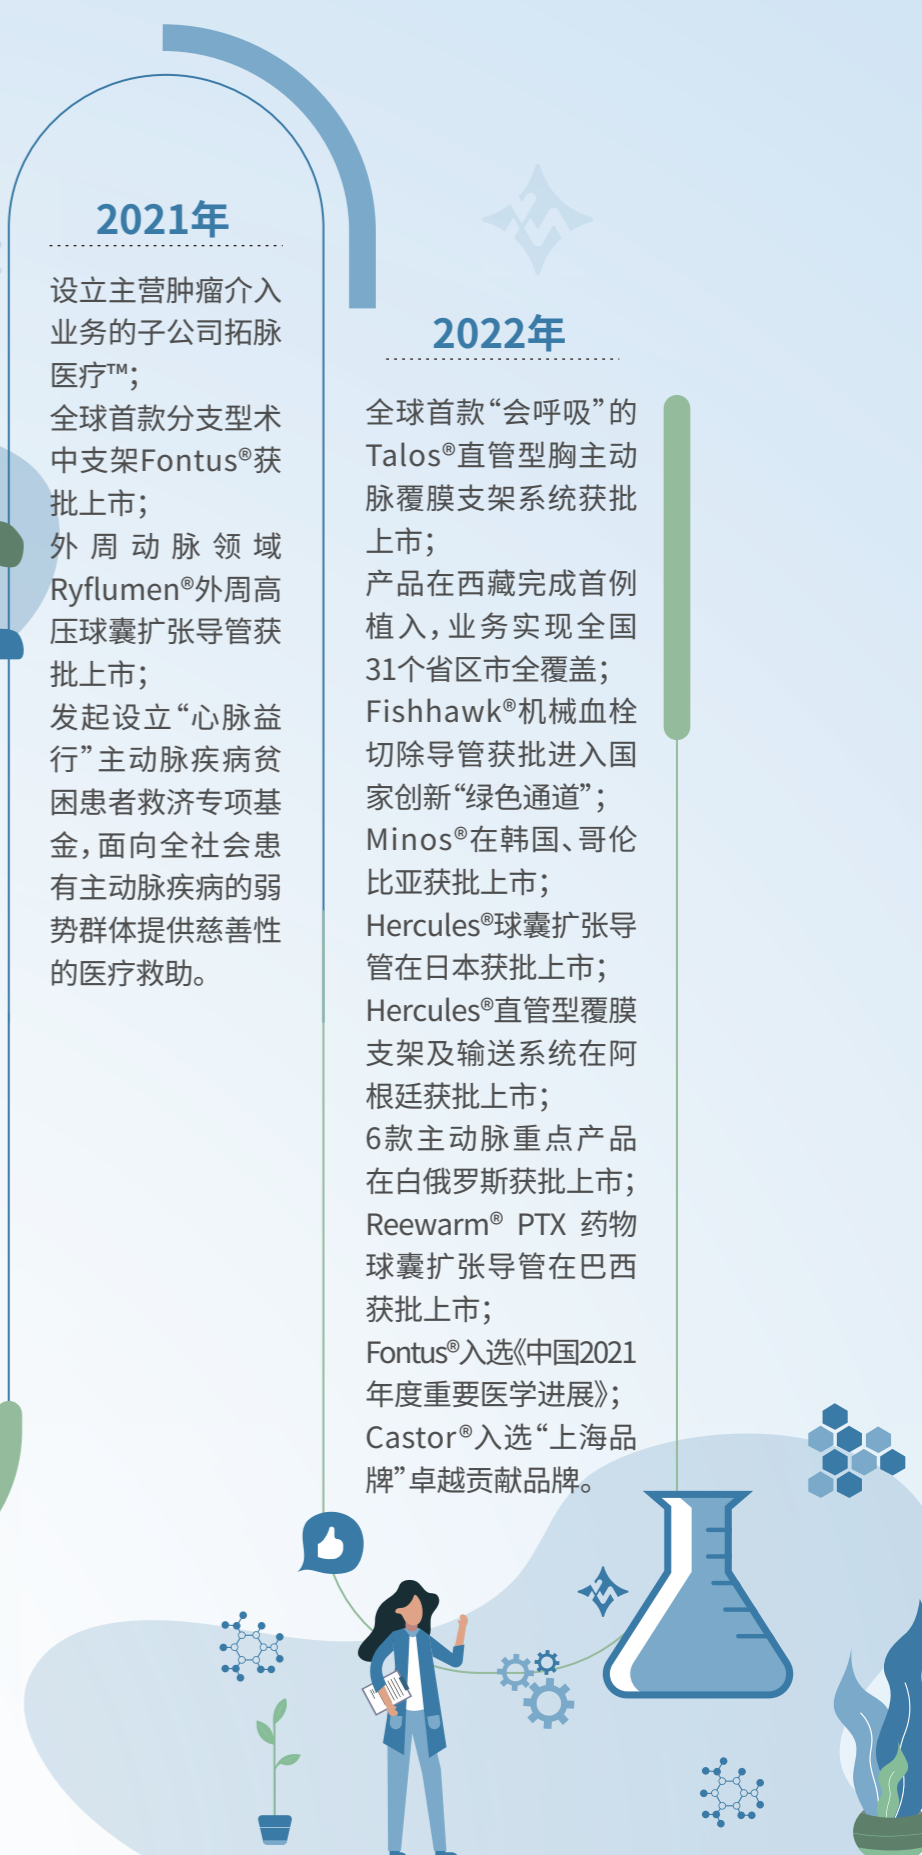 2021年
设立主营肿瘤介入
业务的子公司拓脉
医疗™；
全球首款分支型术
中支架Fontus®获
批上市；
外周动脉领域
Ryflumen®外周高
压球囊扩张导管获
批上市；
发起设立“心脉益
行”主动脉疾病贫
困患者救济专项基
金，面向全社会患
有主动脉疾病的弱
势群体提供慈善性
的医疗救助。
2022年
全球首款“会呼吸”的
Talos®直管型胸主动
脉覆膜支架系统获批
上市；
产品在西藏完成首例
植入，业务实现全国
31个省区市全覆盖；
Fishhawk®机械血栓
切除导管获批进入国
家创新“绿色通道”；
Minos®在韩国、哥伦
比亚获批上市；
Hercules®球囊扩张导
管在日本获批上市；
Hercules®直管型覆膜
支架及输送系统在阿
根廷获批上市；
6款主动脉重点产品
在白俄罗斯获批上市；
Reewarm® PTX 药物
球囊扩张导管在巴西
获批上市；
Fontus®入选《中国2021
年度重要医学进展》；
Castor®入选“上海品
牌”卓越贡献品牌。